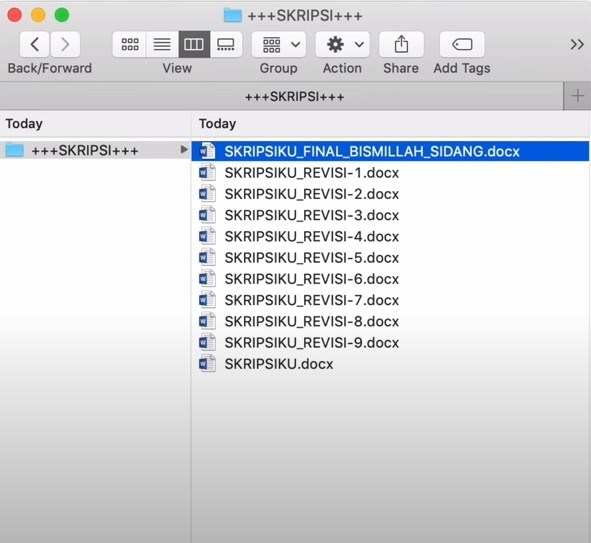 +++SKRIPSI+++
Back/Forward View Group Action Share Add Tags
+++SKRIPSI+++
Today
+++SKRIPSI+++
Today
SKRIPSIKU_FINAL_BISMILLAH_SIDANG.docx
SKRIPSIKU_REVISI-1.docx
SKRIPSIKU_REVISI-2.docx
SKRIPSIKU_REVISI-3.docx
SKRIPSIKU_REVISI-4.docx
SKRIPSIKU_REVISI-5.docx
SKRIPSIKU_REVISI-6.docx
SKRIPSIKU_REVISI-7.docx
SKRIPSIKU_REVISI-8.docx
SKRIPSIKU_REVISI-9.docx
SKRIPSIKU.docx